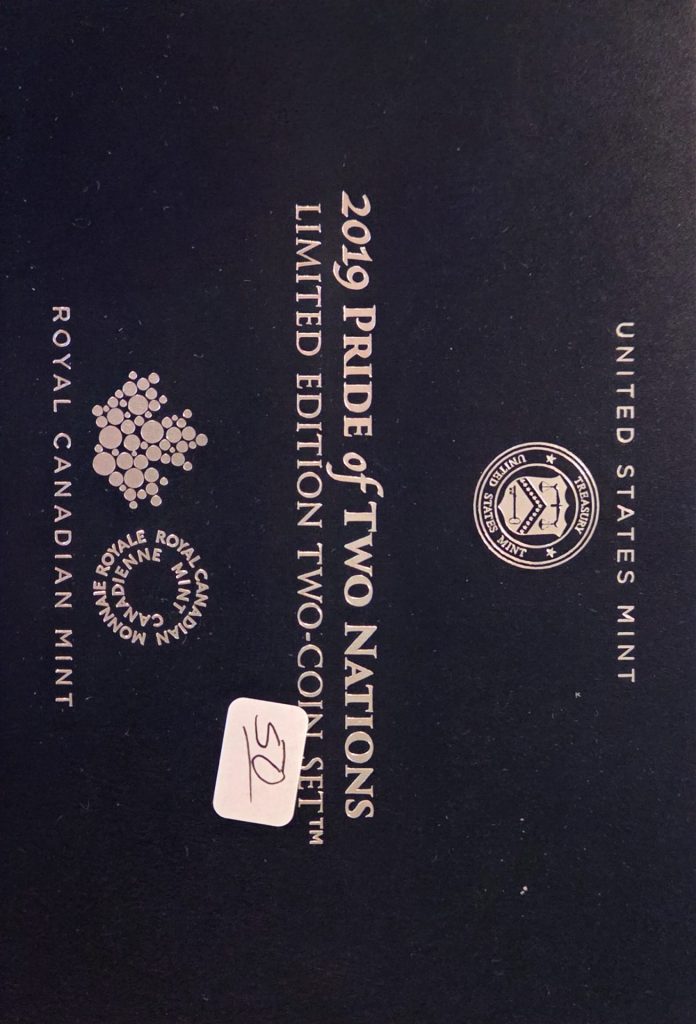 UNITED STATES MINT
TREASURY
UNITED STATES MINT
2019 PRIDE of TWO NATIONS
LIMITED EDITION TWO-COIN SET™
50
ROYAL CANADIAN MINT
MONNAIE ROYALE CANADIENNE
ROYAL CANADIAN MINT